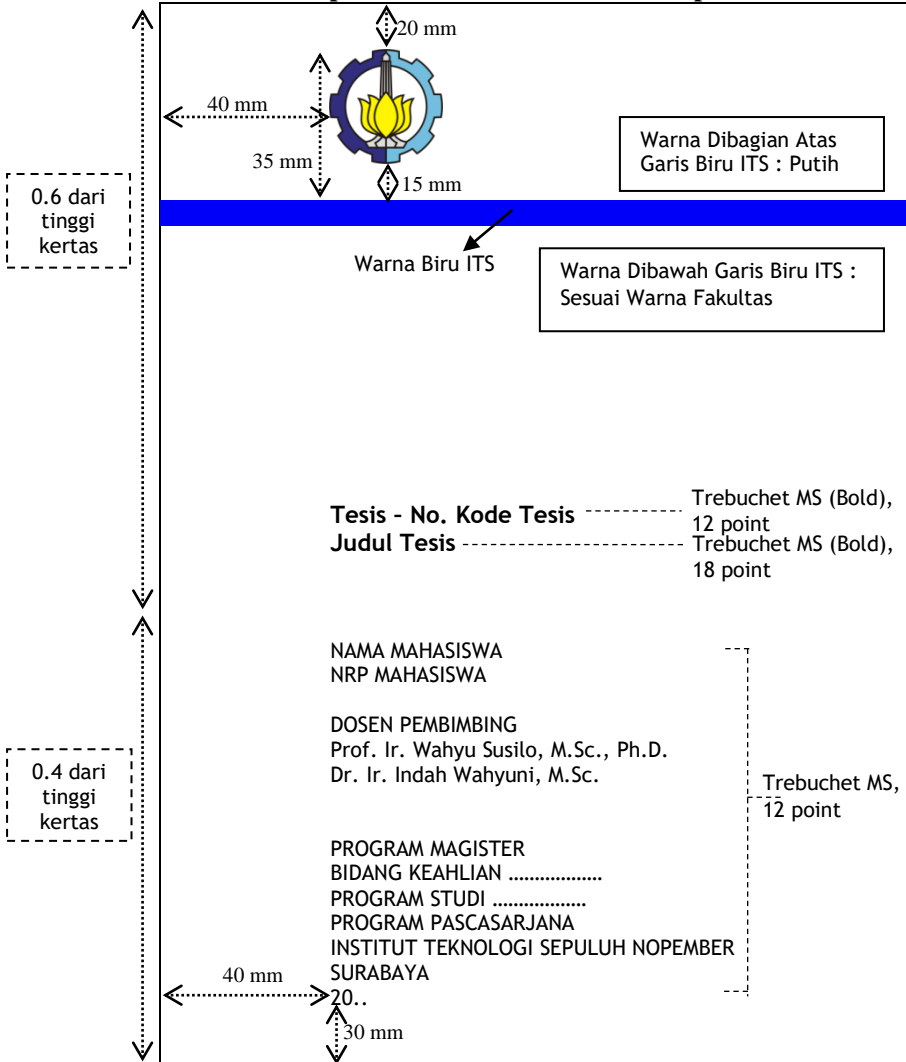 20 mm
40 mm
35 mm
15 mm
Warna Dibagian Atas
Garis Biru ITS : Putih
0.6 dari
tinggi
kertas
Warna Biru ITS
Warna Dibawah Garis Biru ITS :
Sesuai Warna Fakultas
Tesis – No. Kode Tesis
Trebuchet MS (Bold),
12 point
Judul Tesis
Trebuchet MS (Bold),
18 point
NAMA MAHASISWA
NRP MAHASISWA
DOSEN PEMBIMBING
Prof. Ir. Wahyu Susilo, M.Sc., Ph.D.
Dr. Ir. Indah Wahyuni, M.Sc.
0.4 dari
tinggi
kertas
Trebuchet MS,
12 point
PROGRAM MAGISTER
BIDANG KEAHLIAN ..................
PROGRAM STUDI ..................
PROGRAM PASCASARJANA
INSTITUT TEKNOLOGI SEPULUH NOPEMBER
SURABAYA
40 mm
20..
30 mm